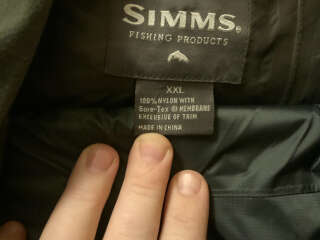 SIMMS®
FISHING PRODUCTS
XXL
100% NYLON WITH
Gore-Tex ® MEMBRANE
EXCLUSIVE OF TRIM
MADE IN CHINA